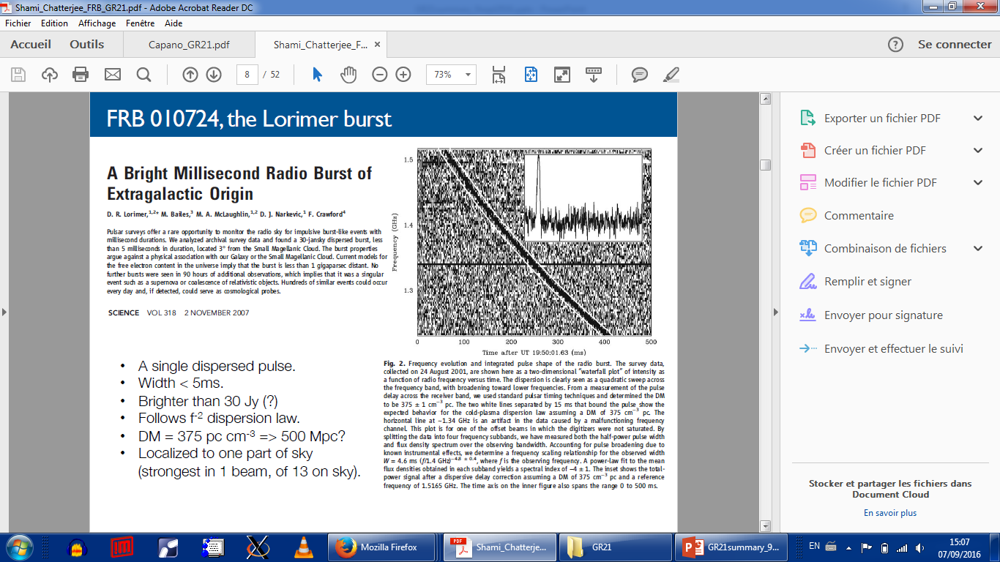 Shami_Chatterjee_FRB_GR21.pdf - Adobe Acrobat Reader DC
Fichier Edition Affichage Fenêtre Aide
Accueil Outils Capano_GR21.pdf Shami_Chatterjee_F... × ? Se connecter
8 / 52 73%
FRB 010724, the Lorimer burst
A Bright Millisecond Radio Burst of
Extragalactic Origin
D. R. Lorimer,1,2* M. Bailes,3 M. A. McLaughlin,1,2 D. J. Narkevic,1 F. Crawford4
Pulsar surveys offer a rare opportunity to monitor the radio sky for impulsive burst-like events with
millisecond durations. We analyzed archival survey data and found a 30-jansky dispersed burst, less
than 5 milliseconds in duration, located 3° from the Small Magellanic Cloud. The burst properties
argue against a physical association with our Galaxy or the Small Magellanic Cloud. Current models for
the free electron content in the universe imply that the burst is less than 1 gigaparsec distant. No
further bursts were seen in 90 hours of additional observations, which implies that it was a singular
event such as a supernova or coalescence of relativistic objects. Hundreds of similar events could occur
every day and, if detected, could serve as cosmological probes.
SCIENCE VOL 318 2 NOVEMBER 2007
• A single dispersed pulse.
• Width < 5ms.
• Brighter than 30 Jy (?)
• Follows f-2 dispersion law.
• DM = 375 pc cm-3 => 500 Mpc?
• Localized to one part of sky
(strongest in 1 beam, of 13 on sky).
Frequency (GHz)
1.5
1.4
1.3
0 100 200 300 400 500
Time after UT 19:50:01.63 (ms)
Fig. 2. Frequency evolution and integrated pulse shape of the radio burst. The survey data,
collected on 24 August 2001, are shown here as a two-dimensional "waterfall plot" of intensity as
a function of radio frequency versus time. The dispersion is clearly seen as a quadratic sweep across
the frequency band, with broadening toward lower frequencies. From a measurement of the pulse
delay across the receiver band, we used standard pulsar timing techniques and determined the DM
to be 375 ± 1 cm−3 pc. The two white lines separated by 15 ms that bound the pulse show the
expected behavior for the cold-plasma dispersion law assuming a DM of 375 cm−3 pc. The
horizontal line at ~1.34 GHz is an artifact in the data caused by a malfunctioning frequency
channel. This plot is for one of the offset beams in which the digitizers were not saturated. By
splitting the data into four frequency subbands, we have measured both the half-power pulse width
and flux density spectrum over the observing bandwidth. Accounting for pulse broadening due to
known instrumental effects, we determine a frequency scaling relationship for the observed width
W = 4.6 ms (f/1.4 GHz)−4.8 ± 0.4, where f is the observing frequency. A power-law fit to the mean
flux densities obtained in each subband yields a spectral index of −4 ± 1. The inset shows the total-
power signal after a dispersive delay correction assuming a DM of 375 cm−3 pc and a reference
frequency of 1.5165 GHz. The time axis on the inner figure also spans the range 0 to 500 ms.
Exporter un fichier PDF
Créer un fichier PDF
Modifier le fichier PDF
Commentaire
Combinaison de fichiers
Remplir et signer
Envoyer pour signature
Envoyer et effectuer le suivi
Stocker et partager les fichiers dans
Document Cloud
En savoir plus
Mozilla Firefox Shami_Chatterje... GR21 GR21summary_9... EN 15:07
07/09/2016